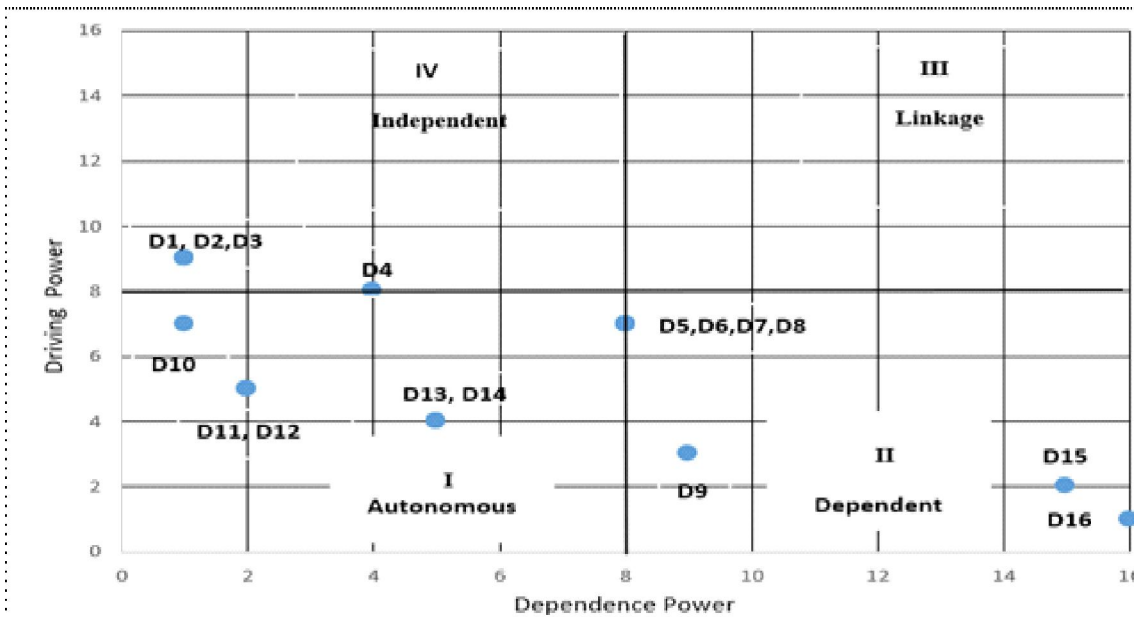 16
IV
III
14
Independent
Linkage
12
10
D1, D2,D3
D4
8
D5,D6,D7,D8
D10
6
D13, D14
4
D11, D12
I
II
D15
D9
2
Autonomous
Dependent
D16
0
0 2 4 6 8 10 12 14 16
Dependence Power
Driving Power